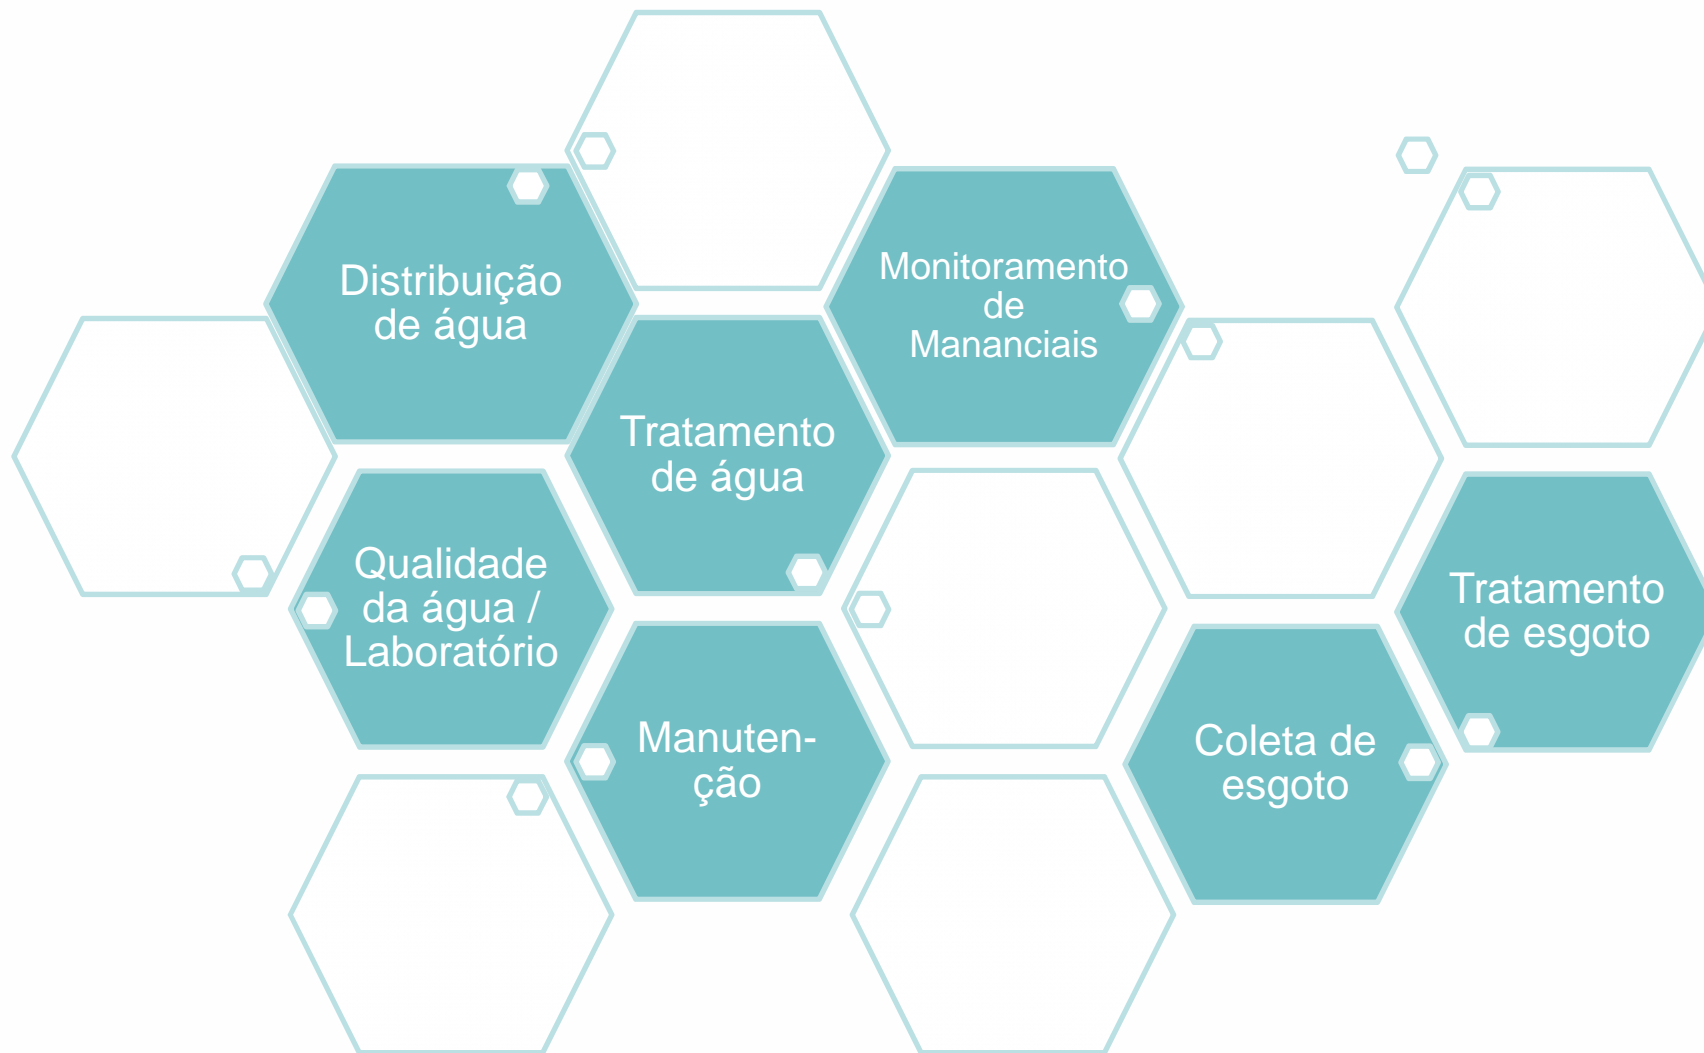 Distribuição
de água
Monitoramento
de
Mananciais
Tratamento
de água
Qualidade
da água /
Laboratório
Tratamento
de esgoto
Manuten-
ção
Coleta de
esgoto